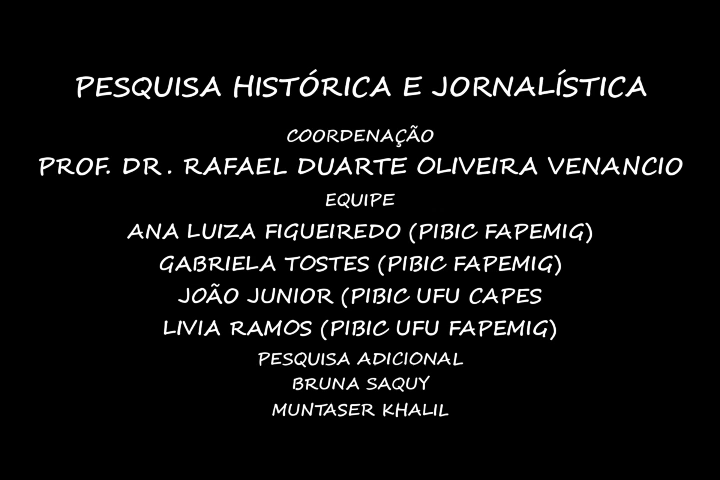 PESQUISA HISTÓRICA E JORNALÍSTICA
COORDENAÇÃO
PROF. DR. RAFAEL DUARTE OLIVEIRA VENANCIO
EQUIPE
ANA LUIZA FIGUEIREDO (PIBIC FAPEMIG)
GABRIELA TOSTES (PIBIC FAPEMIG)
JOÃO JUNIOR (PIBIC UFU CAPES
LIVIA RAMOS (PIBIC UFU FAPEMIG)
PESQUISA ADICIONAL
BRUNA SAQUY
MUNTASER KHALIL